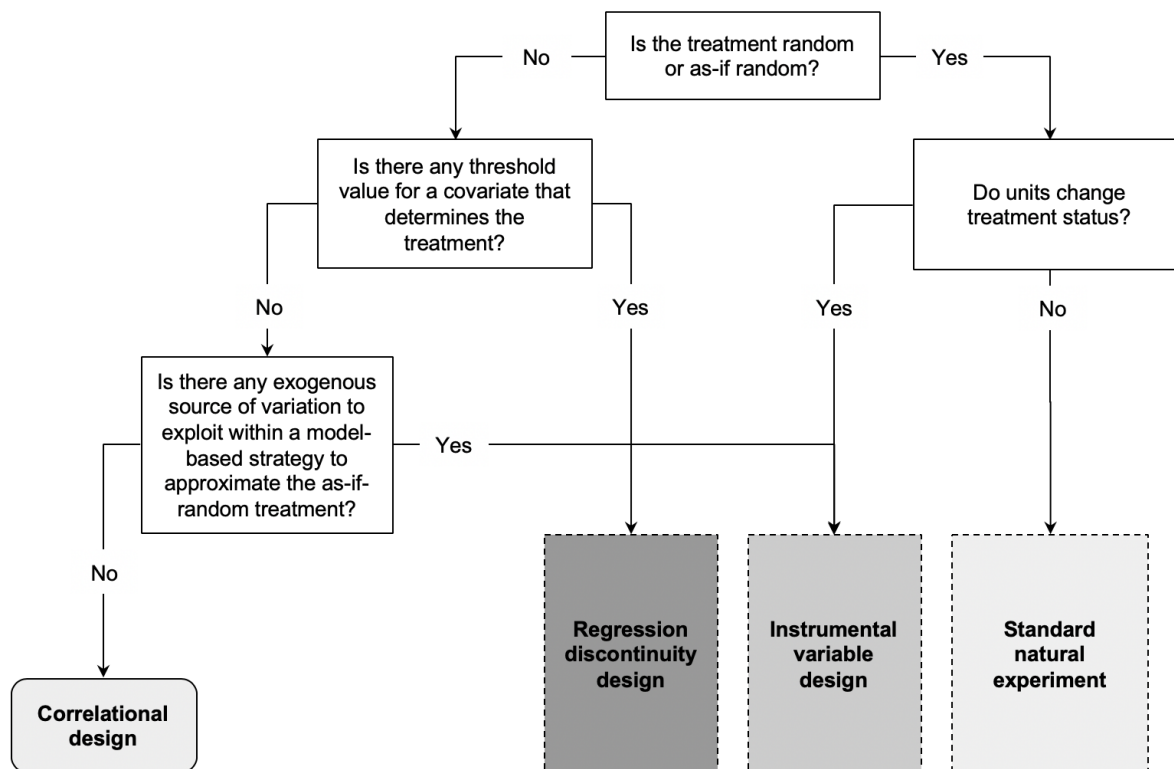 Is the treatment random
or as-if random?
No
Yes
Is there any threshold
value for a covariate that
determines the
treatment?
Do units change
treatment status?
No
Yes
Yes
No
Is there any exogenous
source of variation to
exploit within a model-
based strategy to
approximate the as-if-
random treatment?
Yes
No
Regression
discontinuity
design
Instrumental
variable
design
Standard
natural
experiment
Correlational
design